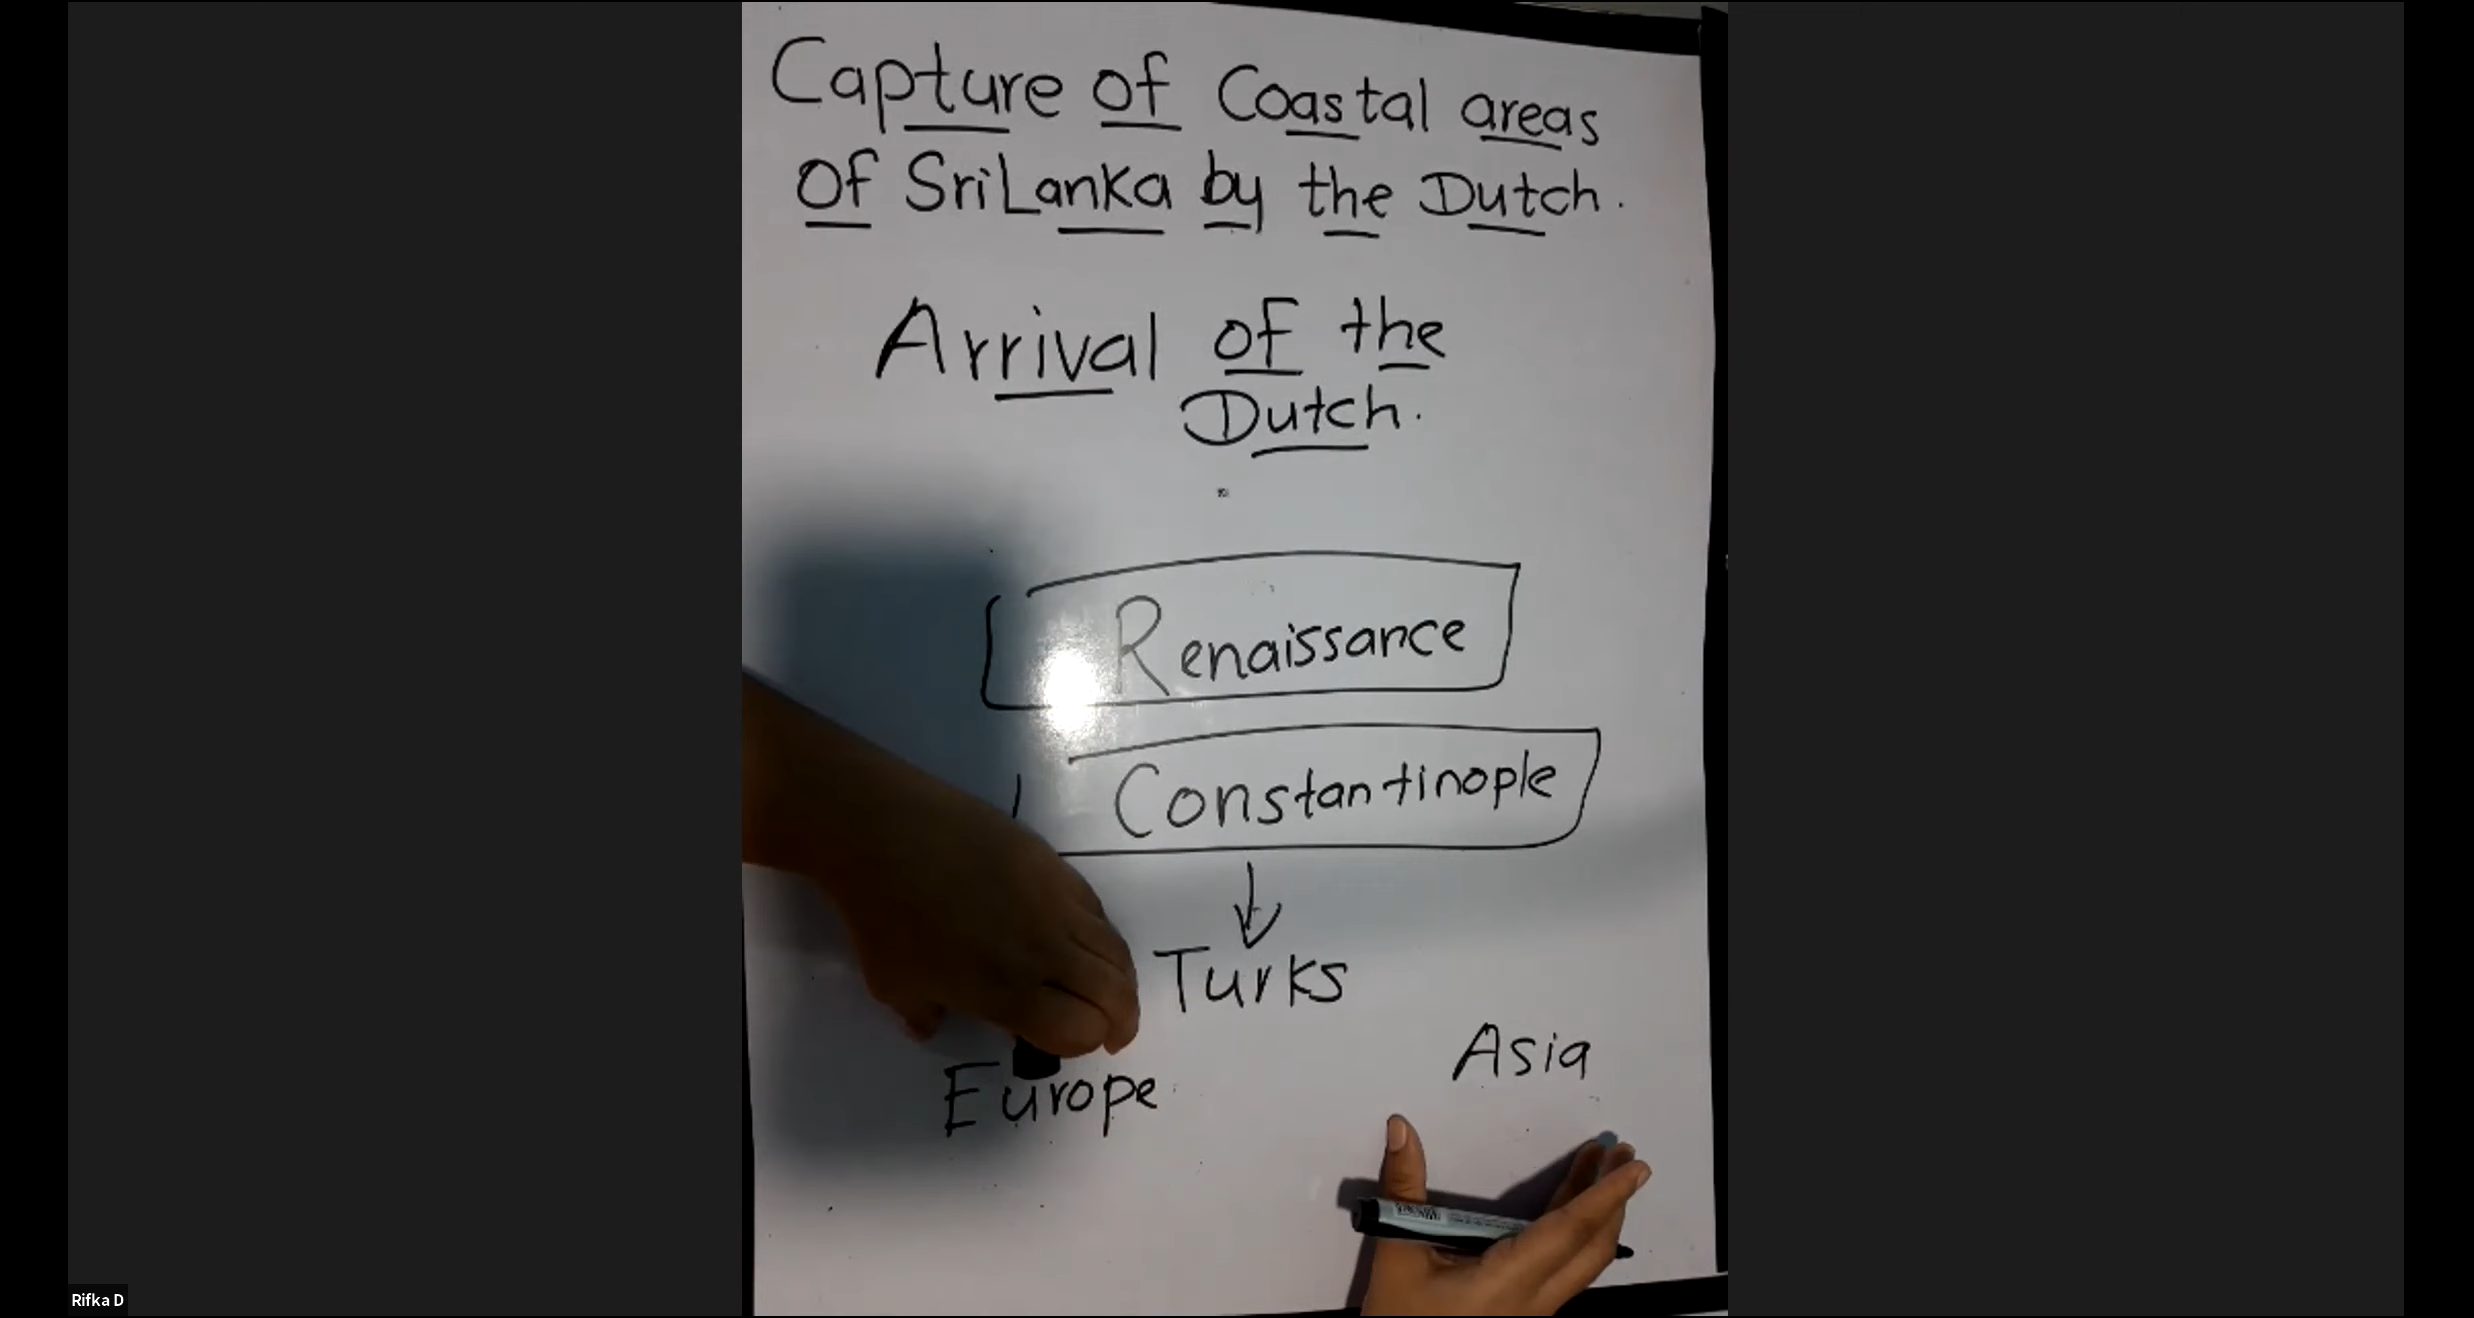 Capture of Coastal areas
Of SriLanka by the Dutch.
Arrival of the
Dutch.
Renaissance
Constantinople
Turks
Asia
Europe
Rifka D